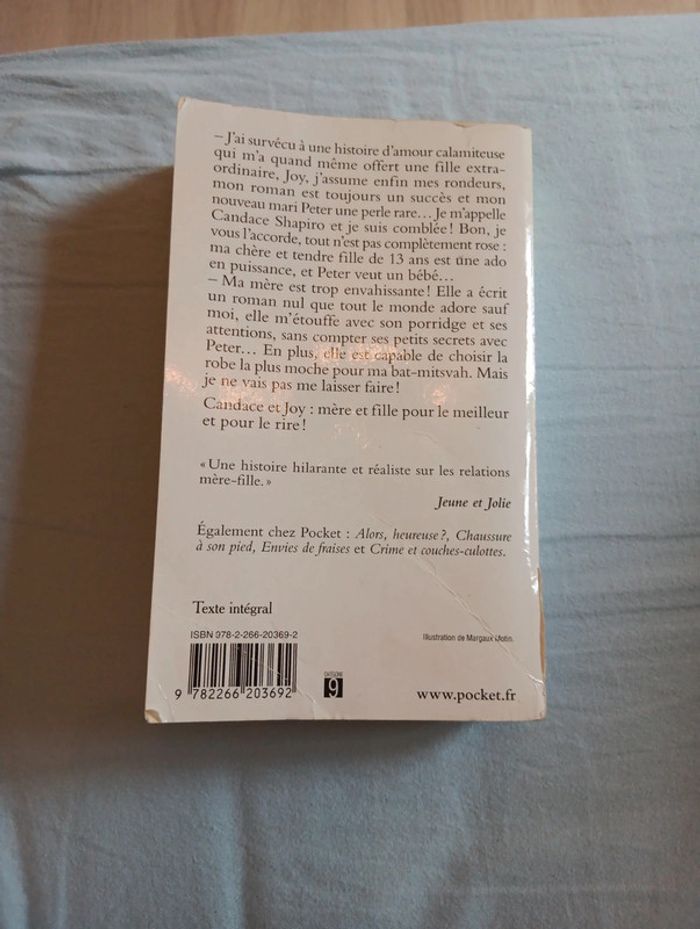 – J'ai survécu à une histoire d'amour calamiteuse
qui m'a quand même offert une fille extra-
ordinaire, Joy, j'assume enfin mes rondeurs,
mon roman est toujours un succès et mon
nouveau mari Peter une perle rare… Je m'appelle
Candace Shapiro et je suis comblée ! Bon, je
vous l'accorde, tout n'est pas complètement rose :
ma chère et tendre fille de 13 ans est une ado
en puissance, et Peter veut un bébé…
– Ma mère est trop envahissante ! Elle a écrit
un roman nul que tout le monde adore sauf
moi, elle m'étouffe avec son porridge et ses
attentions, sans compter ses petits secrets avec
Peter… En plus, elle est capable de choisir la
robe la plus moche pour ma bat-mitsvah. Mais
je ne vais pas me laisser faire !
Candace et Joy : mère et fille pour le meilleur
et pour le rire !
« Une histoire hilarante et réaliste sur les relations
mère-fille. »
Jeune et Jolie
Également chez Pocket : Alors, heureuse ?, Chaussure
à son pied, Envies de fraises et Crime et couches-culottes.
Texte intégral
ISBN 978-2-266-20369-2
Illustration de Margaux Motin.
9 782266 203692
CATÉGORIE
9
www.pocket.fr